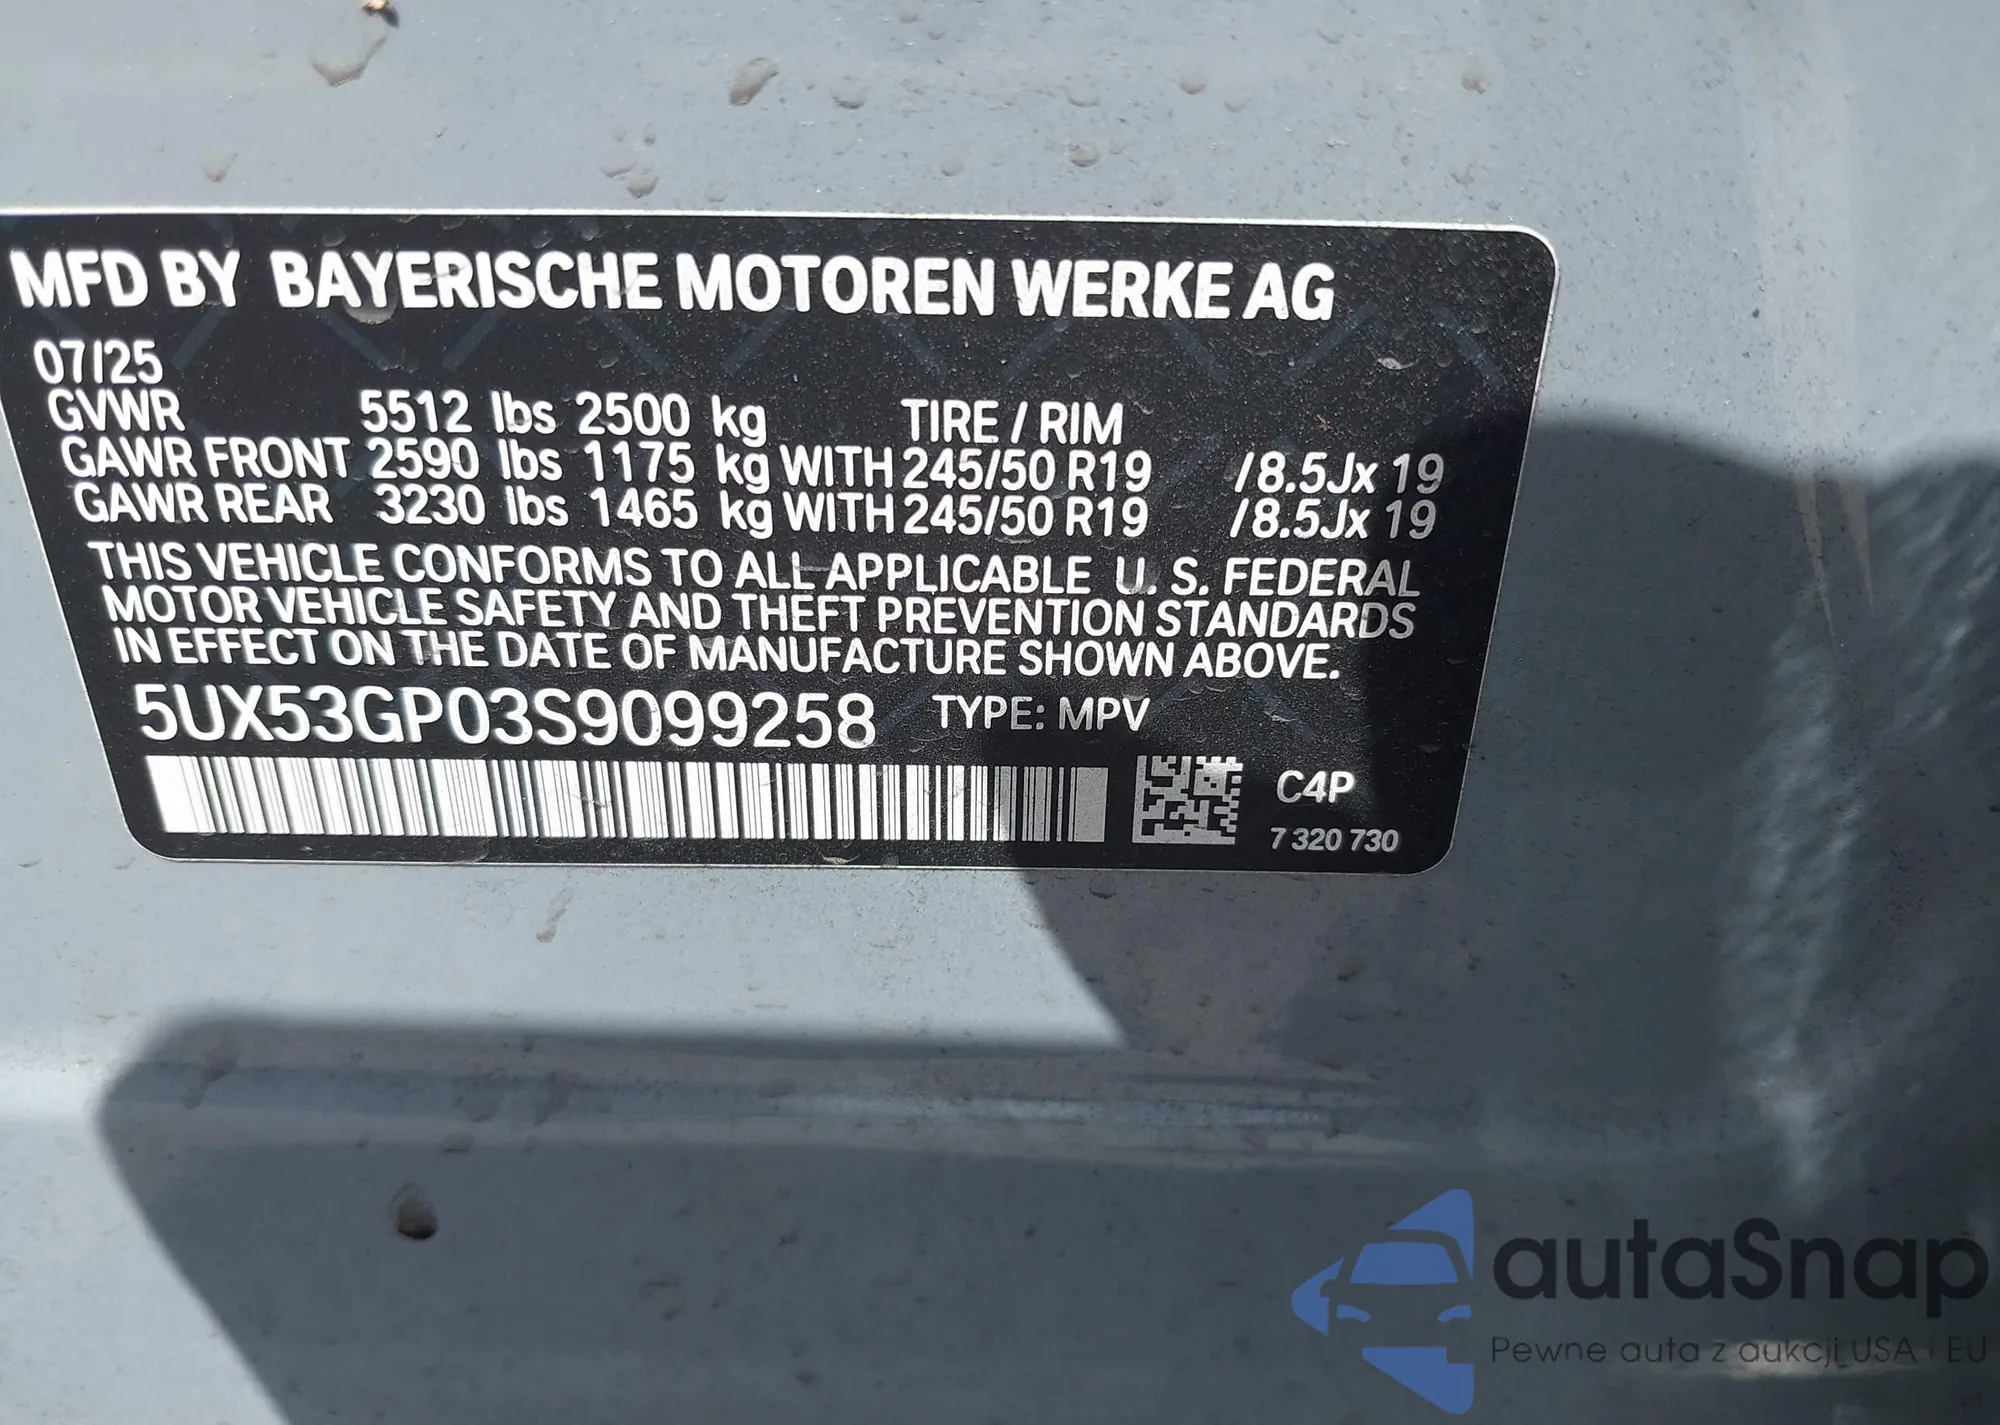 MFD BY BAYERISCHE MOTOREN WERKE AG
07/25
GVWR 5512 lbs 2500 kg TIRE / RIM
GAWR FRONT 2590 lbs 1175 kg WITH 245/50 R19 /8.5Jx 19
GAWR REAR 3230 lbs 1465 kg WITH 245/50 R19 /8.5Jx 19
THIS VEHICLE CONFORMS TO ALL APPLICABLE U. S. FEDERAL
MOTOR VEHICLE SAFETY AND THEFT PREVENTION STANDARDS
IN EFFECT ON THE DATE OF MANUFACTURE SHOWN ABOVE.
5UX53GP03S9099258 TYPE: MPV
C4P
7 320 730
autaSnap
Pewne auta z aukcji USA i EU